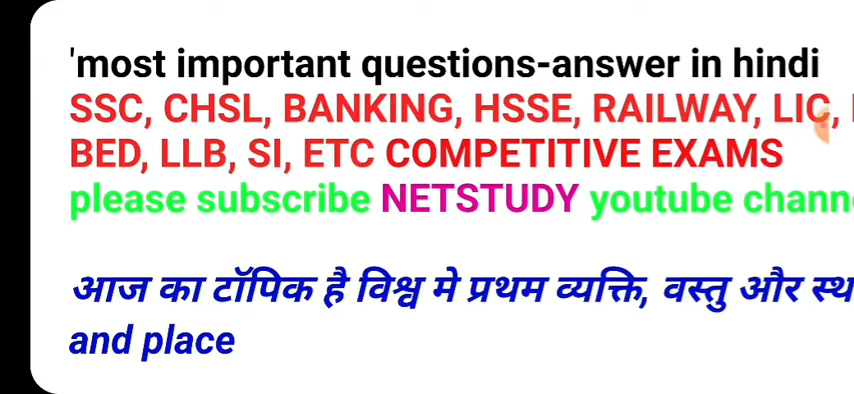 'most important questions-answer in hindi
SSC, CHSL, BANKING, HSSE, RAILWAY, LIC,
BED, LLB, SI, ETC COMPETITIVE EXAMS
please subscribe NETSTUDY youtube chann
आज का टॉपिक है विश्व मे प्रथम व्यक्ति, वस्तु और स्थ
and place